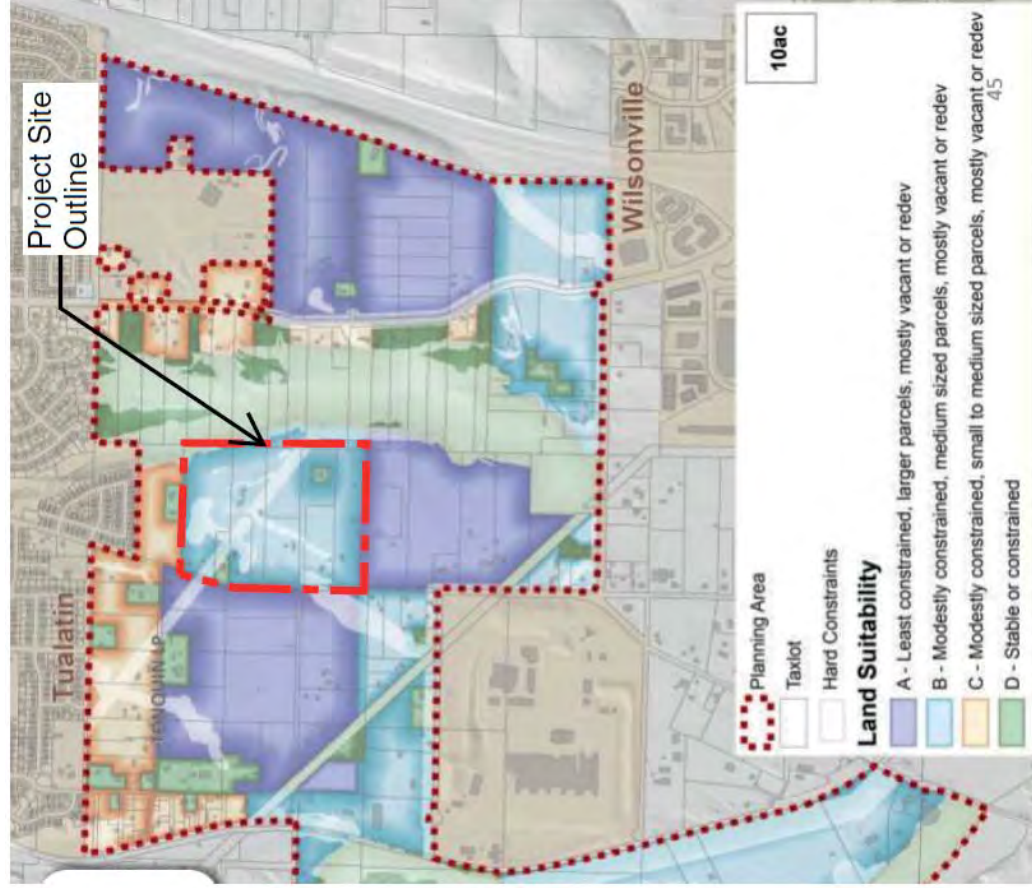 Project Site
Outline
Tualatin
Wilsonville
10ac
Planning Area
Taxlot
Hard Constraints
Land Suitability
A - Least constrained, larger parcels, mostly vacant or redev
B - Modestly constrained, medium sized parcels, mostly vacant or redev
C - Modestly constrained, small to medium sized parcels, mostly vacant or redev
D - Stable or constrained
45